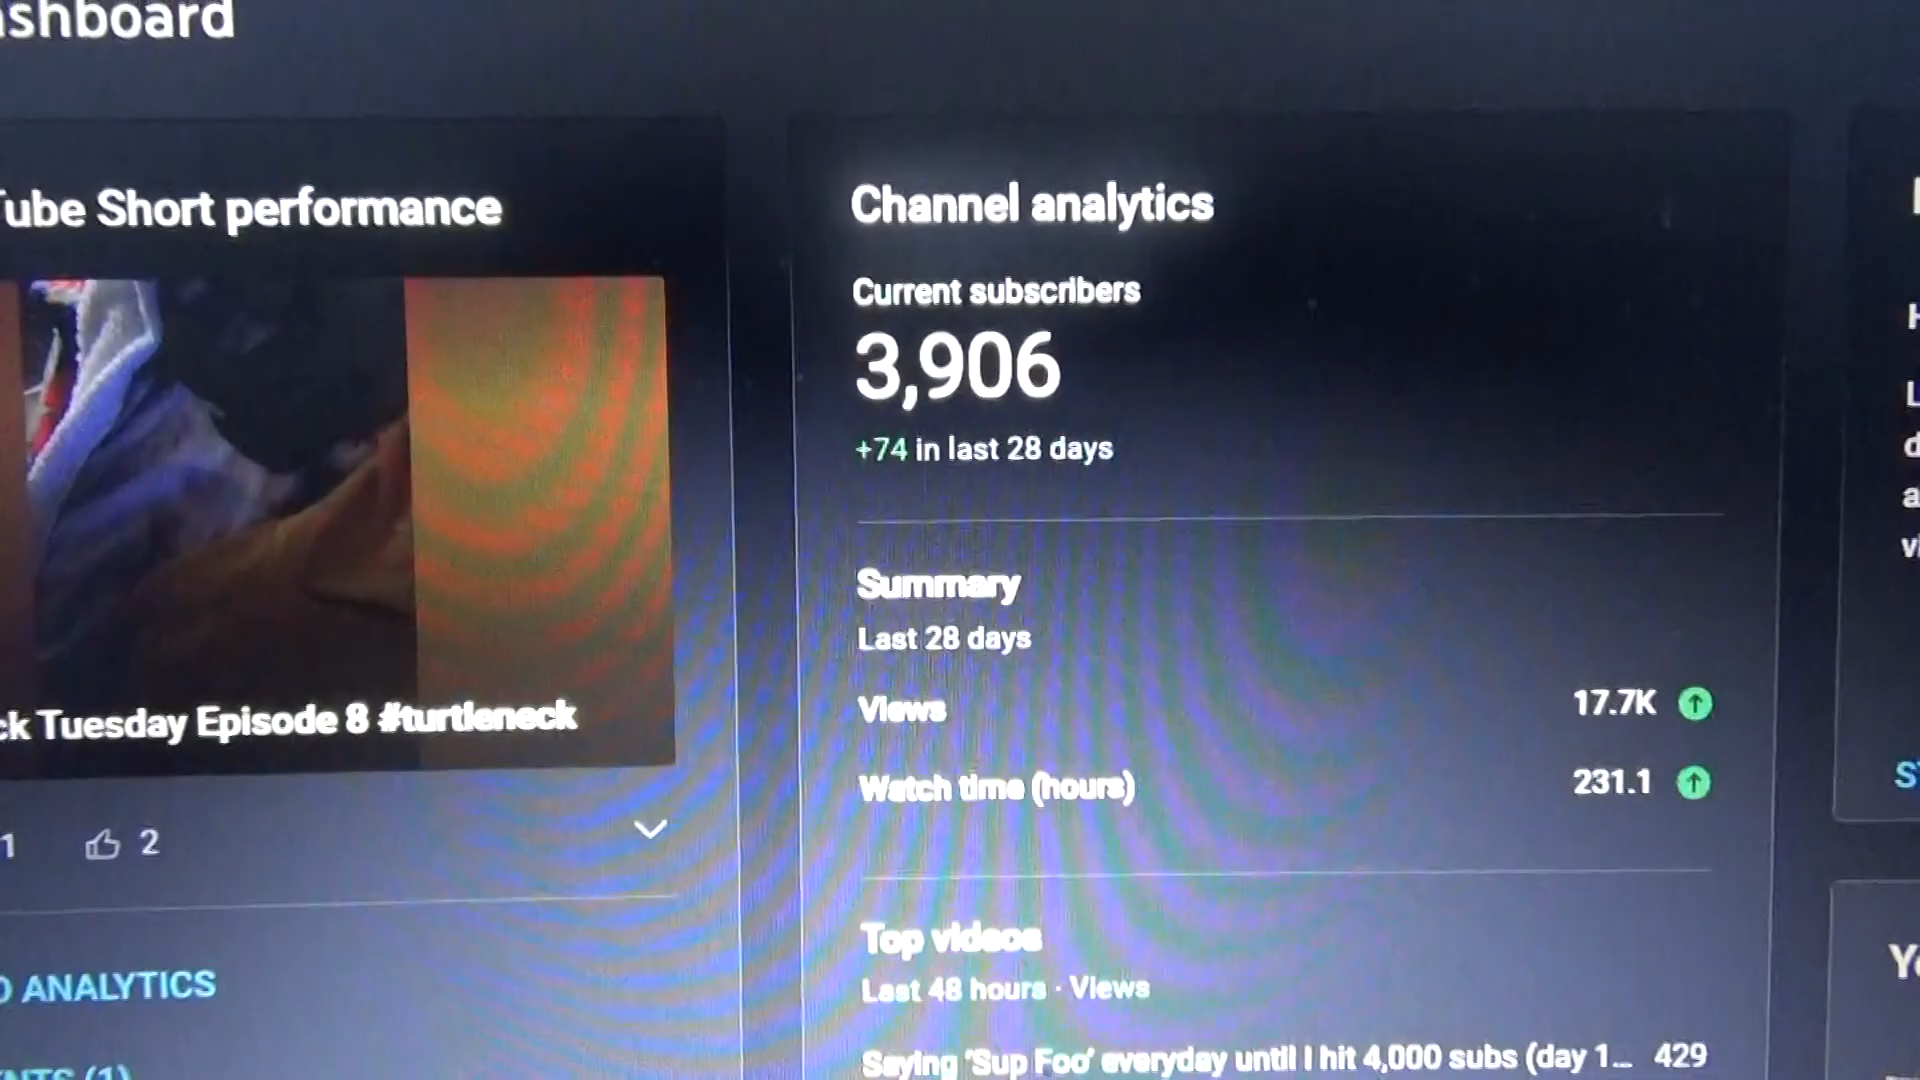 shboard
Tube Short performance
ck Tuesday Episode 8 #turtleneck
1
2
ANALYTICS
(1)
Channel analytics
Current subscribers
3,906
+74 in last 28 days
Summary
Last 28 days
Views 17.7K
Watch time (hours) 231.1
Top videos
Last 48 hours · Views
Saying 'Sup Foo' everyday until I hit 4,000 subs (day 1... 429